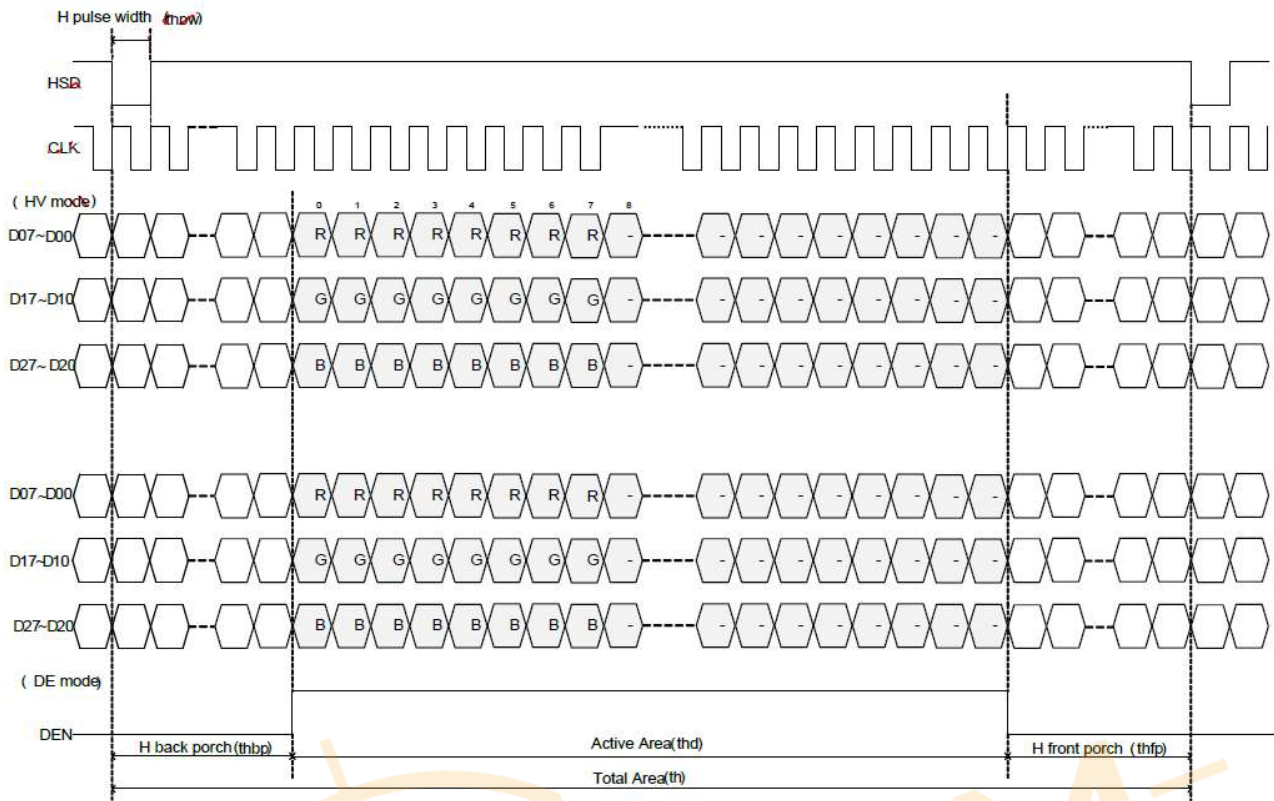 H pulse width (thpw)
HSD
CLK
( HV mode)
0 1 2 3 4 5 6 7 8
D07~D00 R R R R R R R R - - - - - - - - -
D17~D10 G G G G G G G G - - - - - - - - -
D27~ D20 B B B B B B B B - - - - - - - - -
D07~D00 R R R R R R R R - - - - - - - - -
D17~D10 G G G G G G G G - - - - - - - - -
D27~D20 B B B B B B B B - - - - - - - - -
( DE mode)
DEN
H back porch (thbp) Active Area(thd) H front porch (thfp)
Total Area(th)